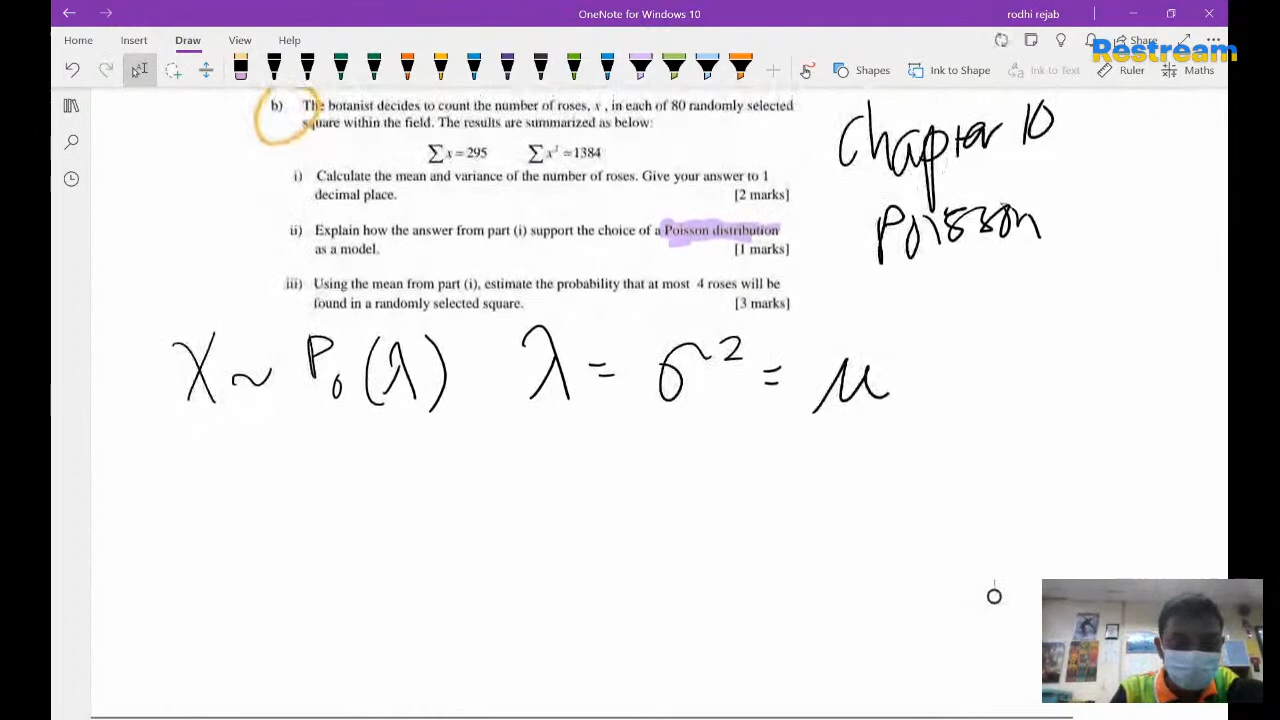 OneNote for Windows 10
rodhi rejab
Home Insert Draw View Help
Share
Restream
Shapes Ink to Shape Ink to Text Ruler Maths
b) The botanist decides to count the number of roses, x , in each of 80 randomly selected
square within the field. The results are summarized as below:
∑x = 295 ∑x² = 1384
i) Calculate the mean and variance of the number of roses. Give your answer to 1
decimal place. [2 marks]
ii) Explain how the answer from part (i) support the choice of a Poisson distribution
as a model. [1 marks]
iii) Using the mean from part (i), estimate the probability that at most 4 roses will be
found in a randomly selected square. [3 marks]
Chapter 10
Poisson
X ~ P₀(λ) λ = σ² = μ